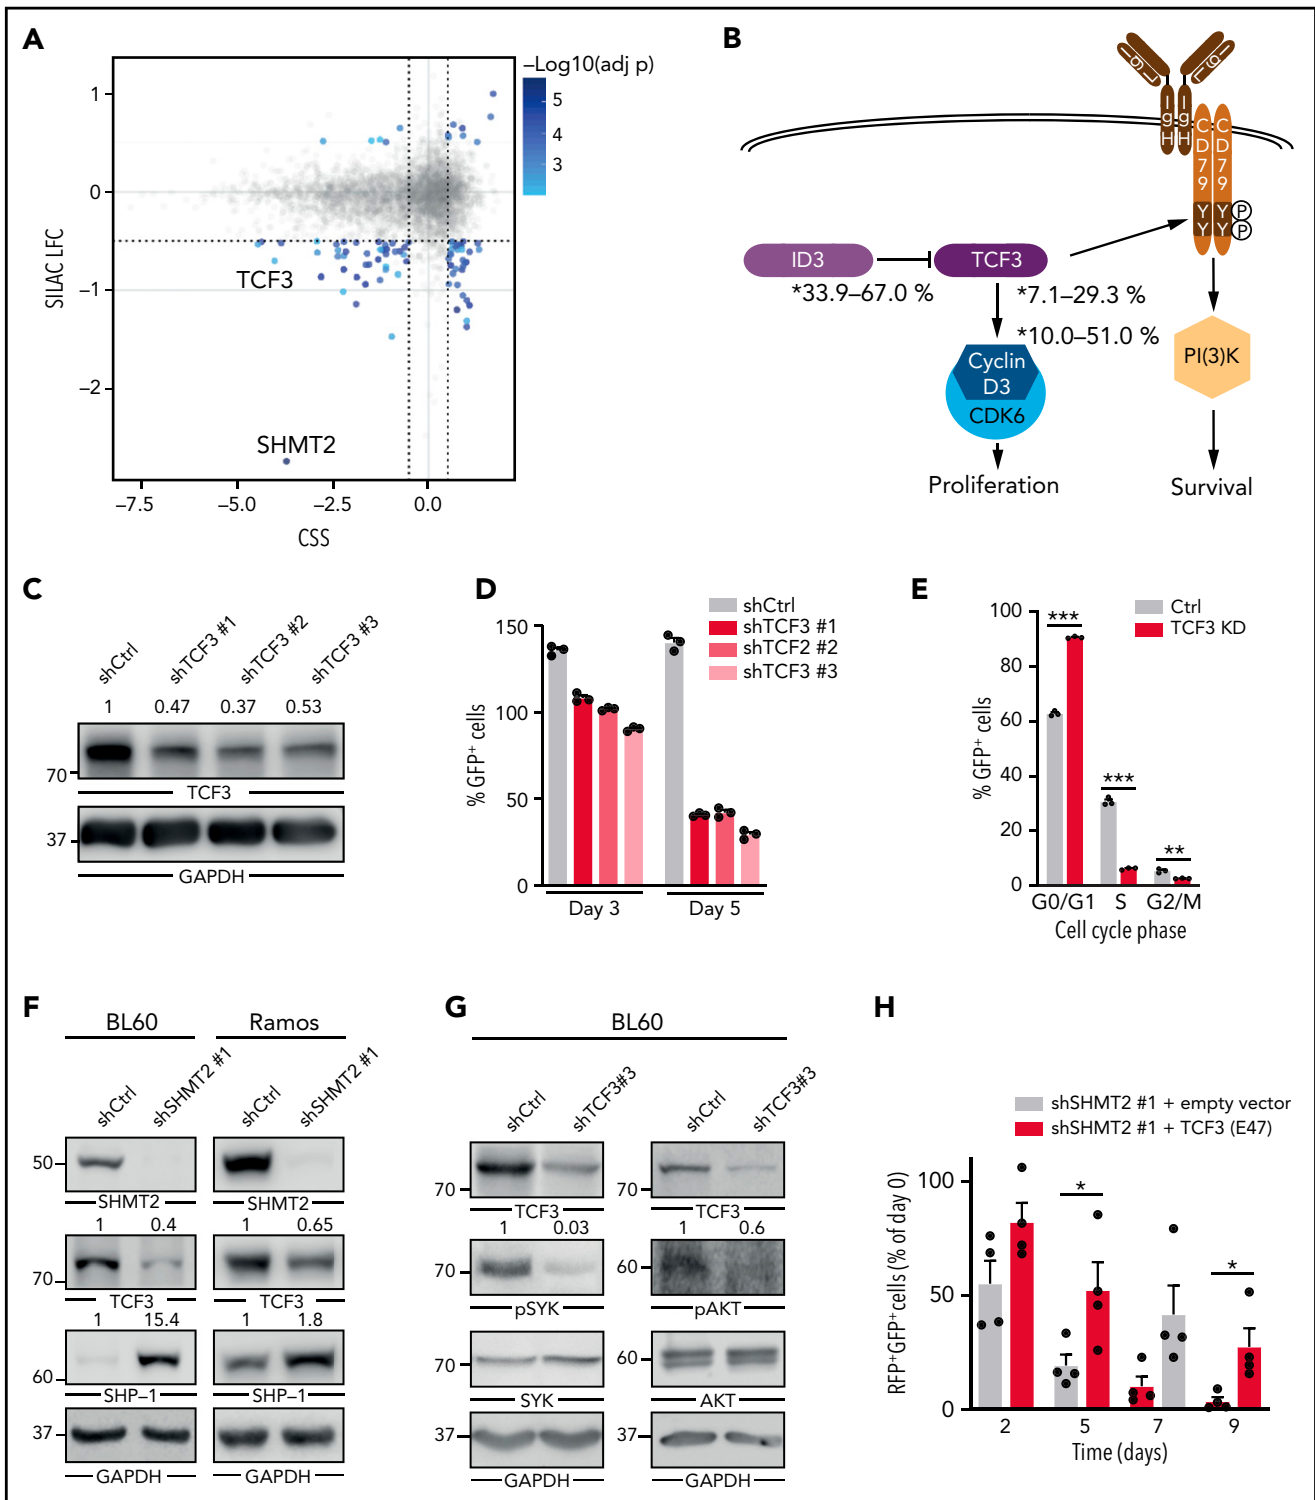 A
−Log10(adj p)
5
4
3
1
0
−1
−2
SILAC LFC
TCF3
SHMT2
−7.5
−5.0
−2.5
0.0
CSS
B
IgL
IgL
IgH
IgH
CD79
CD79
YY
YY
P
P
ID3
TCF3
*33.9–67.0 %
*7.1–29.3 %
*10.0–51.0 %
Cyclin
D3
CDK6
PI(3)K
Proliferation
Survival
C
shCtrl
shTCF3 #1
shTCF3 #2
shTCF3 #3
1 0.47 0.37 0.53
70
TCF3
37
GAPDH
D
shCtrl
shTCF3 #1
shTCF2 #2
shTCF3 #3
150
100
50
0
% GFP+ cells
Day 3
Day 5
E
Ctrl
TCF3 KD
100
80
60
40
20
0
% GFP+ cells
***
***
**
G0/G1 S G2/M
Cell cycle phase
F
BL60 Ramos
shCtrl
shSHMT2 #1
shCtrl
shSHMT2 #1
50
SHMT2 SHMT2
1 0.4 1 0.65
70
TCF3 TCF3
1 15.4 1 1.8
60
SHP–1 SHP–1
37
GAPDH GAPDH
G
BL60
shCtrl
shTCF3#3
shCtrl
shTCF3#3
70 70
TCF3 TCF3
1 0.03 1 0.6
70 60
pSYK pAKT
70 60
SYK AKT
37 37
GAPDH GAPDH
H
shSHMT2 #1 + empty vector
shSHMT2 #1 + TCF3 (E47)
100
50
0
RFP+GFP+cells (% of day 0)
*
*
2 5 7 9
Time (days)